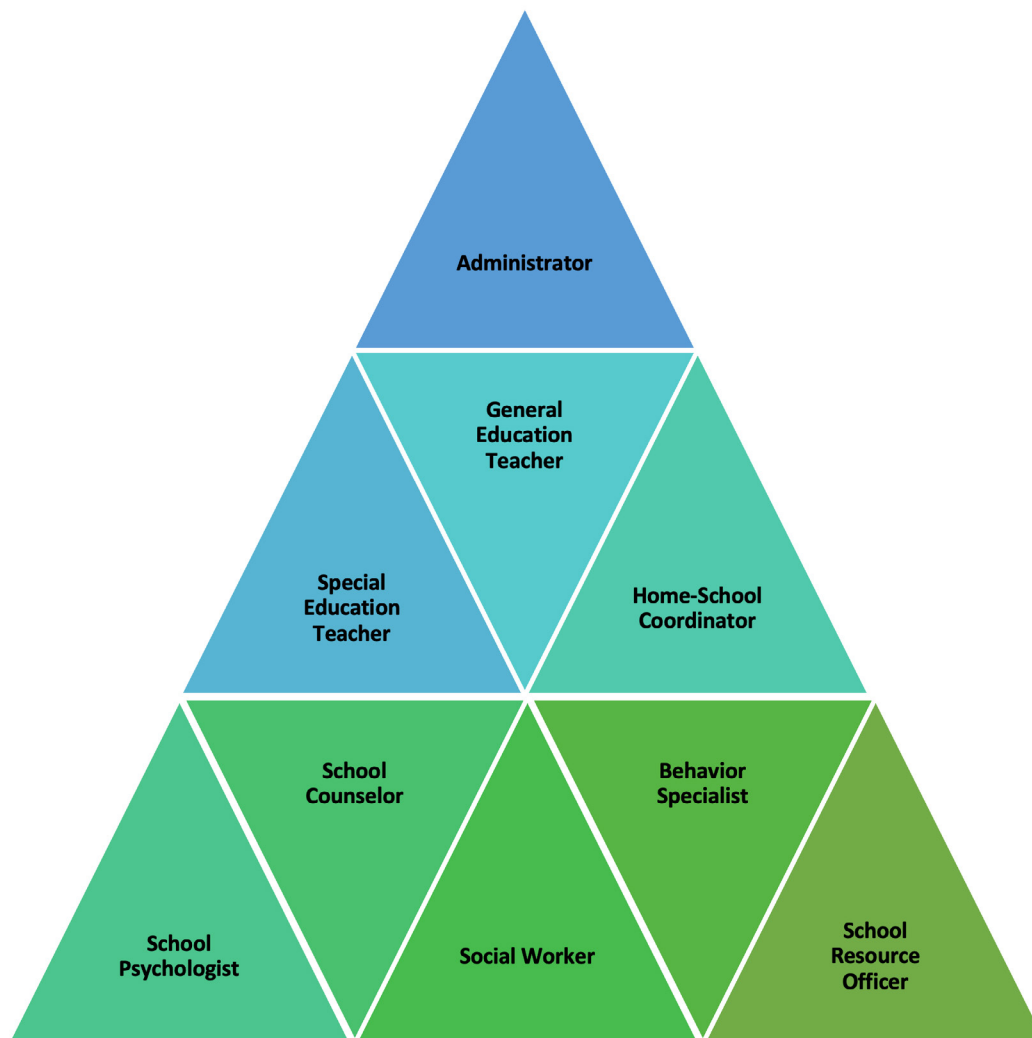 Administrator
General
Education
Teacher
Special
Education
Teacher
Home-School
Coordinator
School
Counselor
Behavior
Specialist
School
Psychologist
Social Worker
School
Resource
Officer